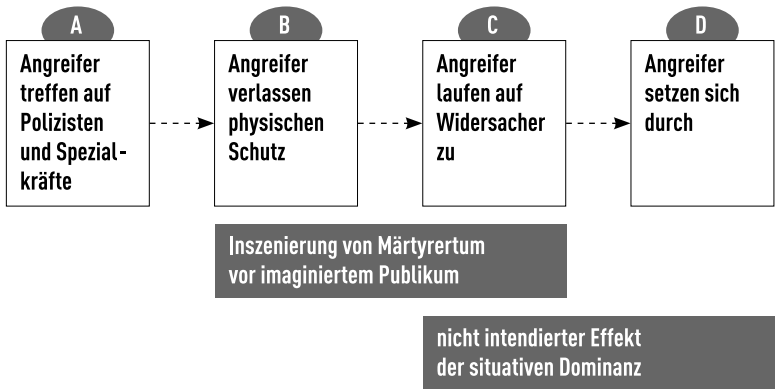 A
Angreifer
treffen auf
Polizisten
und Spezial-
kräfte
B
Angreifer
verlassen
physischen
Schutz
C
Angreifer
laufen auf
Widersacher
zu
D
Angreifer
setzen sich
durch
Inszenierung von Märtyrertum
vor imaginiertem Publikum
nicht intendierter Effekt
der situativen Dominanz